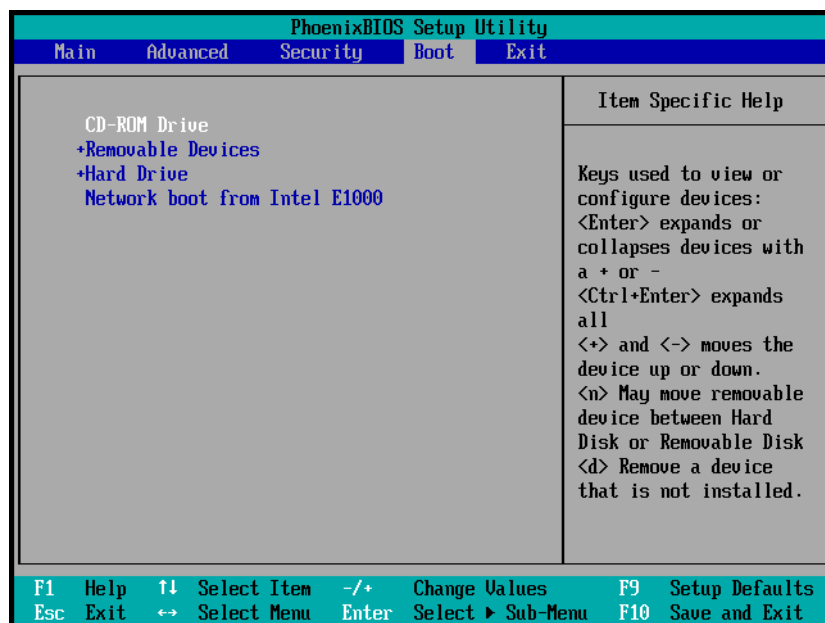 PhoenixBIOS Setup Utility
Main Advanced Security Boot Exit
CD-ROM Drive
+Removable Devices
+Hard Drive
Network boot from Intel E1000
Item Specific Help
Keys used to view or
configure devices:
<Enter> expands or
collapses devices with
a + or -
<Ctrl+Enter> expands
all
<+> and <-> moves the
device up or down.
<n> May move removable
device between Hard
Disk or Removable Disk
<d> Remove a device
that is not installed.
F1 Help ↑↓ Select Item -/+ Change Values F9 Setup Defaults
Esc Exit ↔ Select Menu Enter Select ▶ Sub-Menu F10 Save and Exit